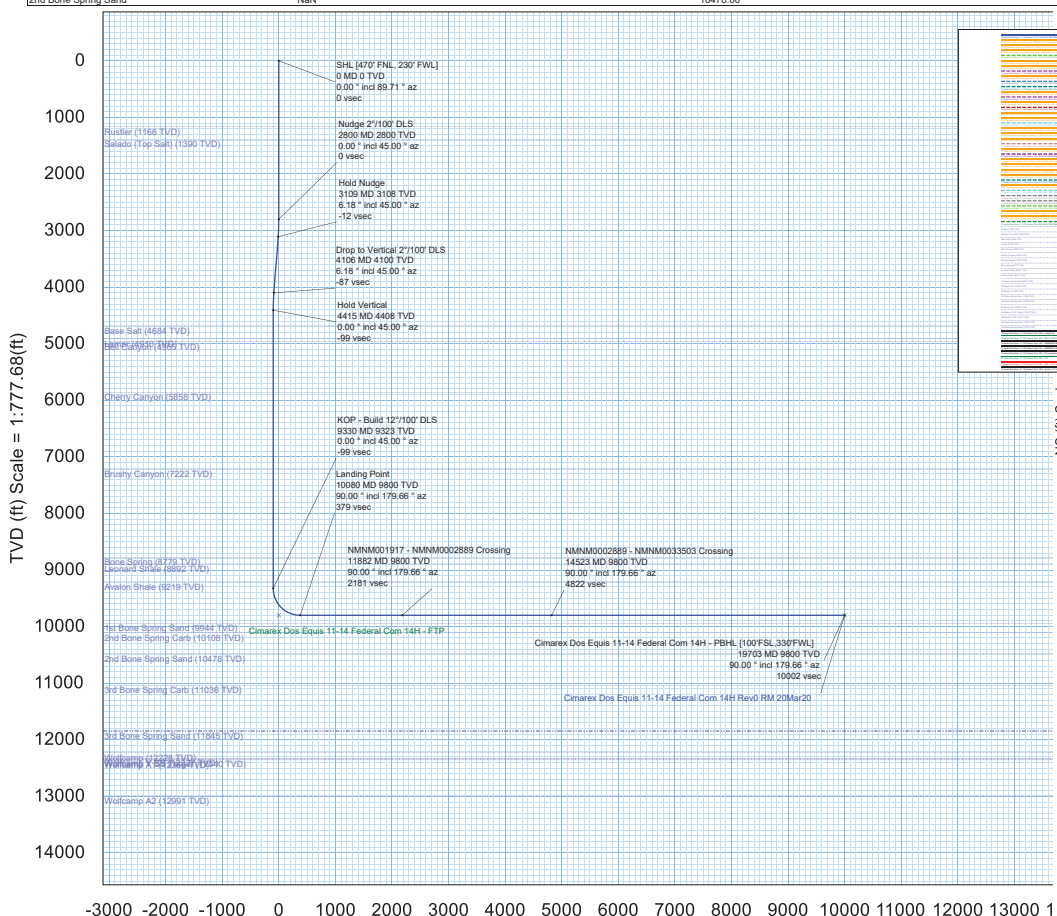 2nd Bone Spring Sand NaN 10478.00
TVD (ft) Scale = 1:777.68(ft)
0
1000
2000
3000
4000
5000
6000
7000
8000
9000
10000
11000
12000
13000
14000
Rustler (1166 TVD)
Salado (Top Salt) (1390 TVD)
Base Salt (4684 TVD)
Bell Canyon (4965 TVD)
Cherry Canyon (5858 TVD)
Brushy Canyon (7222 TVD)
Bone Spring (8779 TVD)
Leonard Shale (8892 TVD)
Avalon Shale (9219 TVD)
1st Bone Spring Sand (9944 TVD)
2nd Bone Spring Carb (10108 TVD)
2nd Bone Spring Sand (10478 TVD)
3rd Bone Spring Carb (11036 TVD)
3rd Bone Spring Sand (11845 TVD)
Wolfcamp A2 (12991 TVD)
SHL [470' FNL, 230' FWL]
0 MD 0 TVD
0.00 ° incl 89.71 ° az
0 vsec
Nudge 2°/100' DLS
2800 MD 2800 TVD
0.00 ° incl 45.00 ° az
0 vsec
Hold Nudge
3109 MD 3108 TVD
6.18 ° incl 45.00 ° az
-12 vsec
Drop to Vertical 2°/100' DLS
4106 MD 4100 TVD
6.18 ° incl 45.00 ° az
-87 vsec
Hold Vertical
4415 MD 4408 TVD
0.00 ° incl 45.00 ° az
-99 vsec
KOP - Build 12°/100' DLS
9330 MD 9323 TVD
0.00 ° incl 45.00 ° az
-99 vsec
Landing Point
10080 MD 9800 TVD
90.00 ° incl 179.66 ° az
379 vsec
NMNM001917 - NMNM0002889 Crossing
11882 MD 9800 TVD
90.00 ° incl 179.66 ° az
2181 vsec
NMNM0002889 - NMNM0033503 Crossing
14523 MD 9800 TVD
90.00 ° incl 179.66 ° az
4822 vsec
Cimarex Dos Equis 11-14 Federal Com 14H - FTP
Cimarex Dos Equis 11-14 Federal Com 14H - PBHL [100'FSL,330'FWL]
19703 MD 9800 TVD
90.00 ° incl 179.66 ° az
10002 vsec
Cimarex Dos Equis 11-14 Federal Com 14H Rev0 RM 20Mar20
-3000 -2000 -1000 0 1000 2000 3000 4000 5000 6000 7000 8000 9000 10000 11000 12000 13000